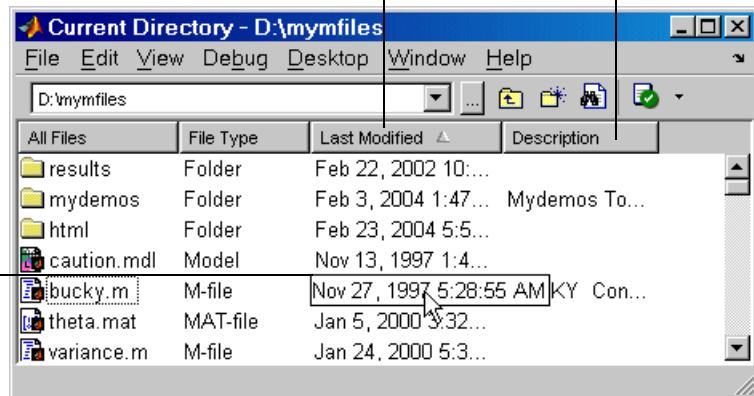 Current Directory - D:\mymfiles
File Edit View Debug Desktop Window Help
D:\mymfiles ...
All Files File Type Last Modified Description
results Folder Feb 22, 2002 10:...
mydemos Folder Feb 3, 2004 1:47... Mydemos To...
html Folder Feb 23, 2004 5:5...
caution.mdl Model Nov 13, 1997 1:4...
bucky.m M-file Nov 27, 1997 5:28:55 AM KY Con...
theta.mat MAT-file Jan 5, 2000 3:32...
variance.m M-file Jan 24, 2000 5:3...